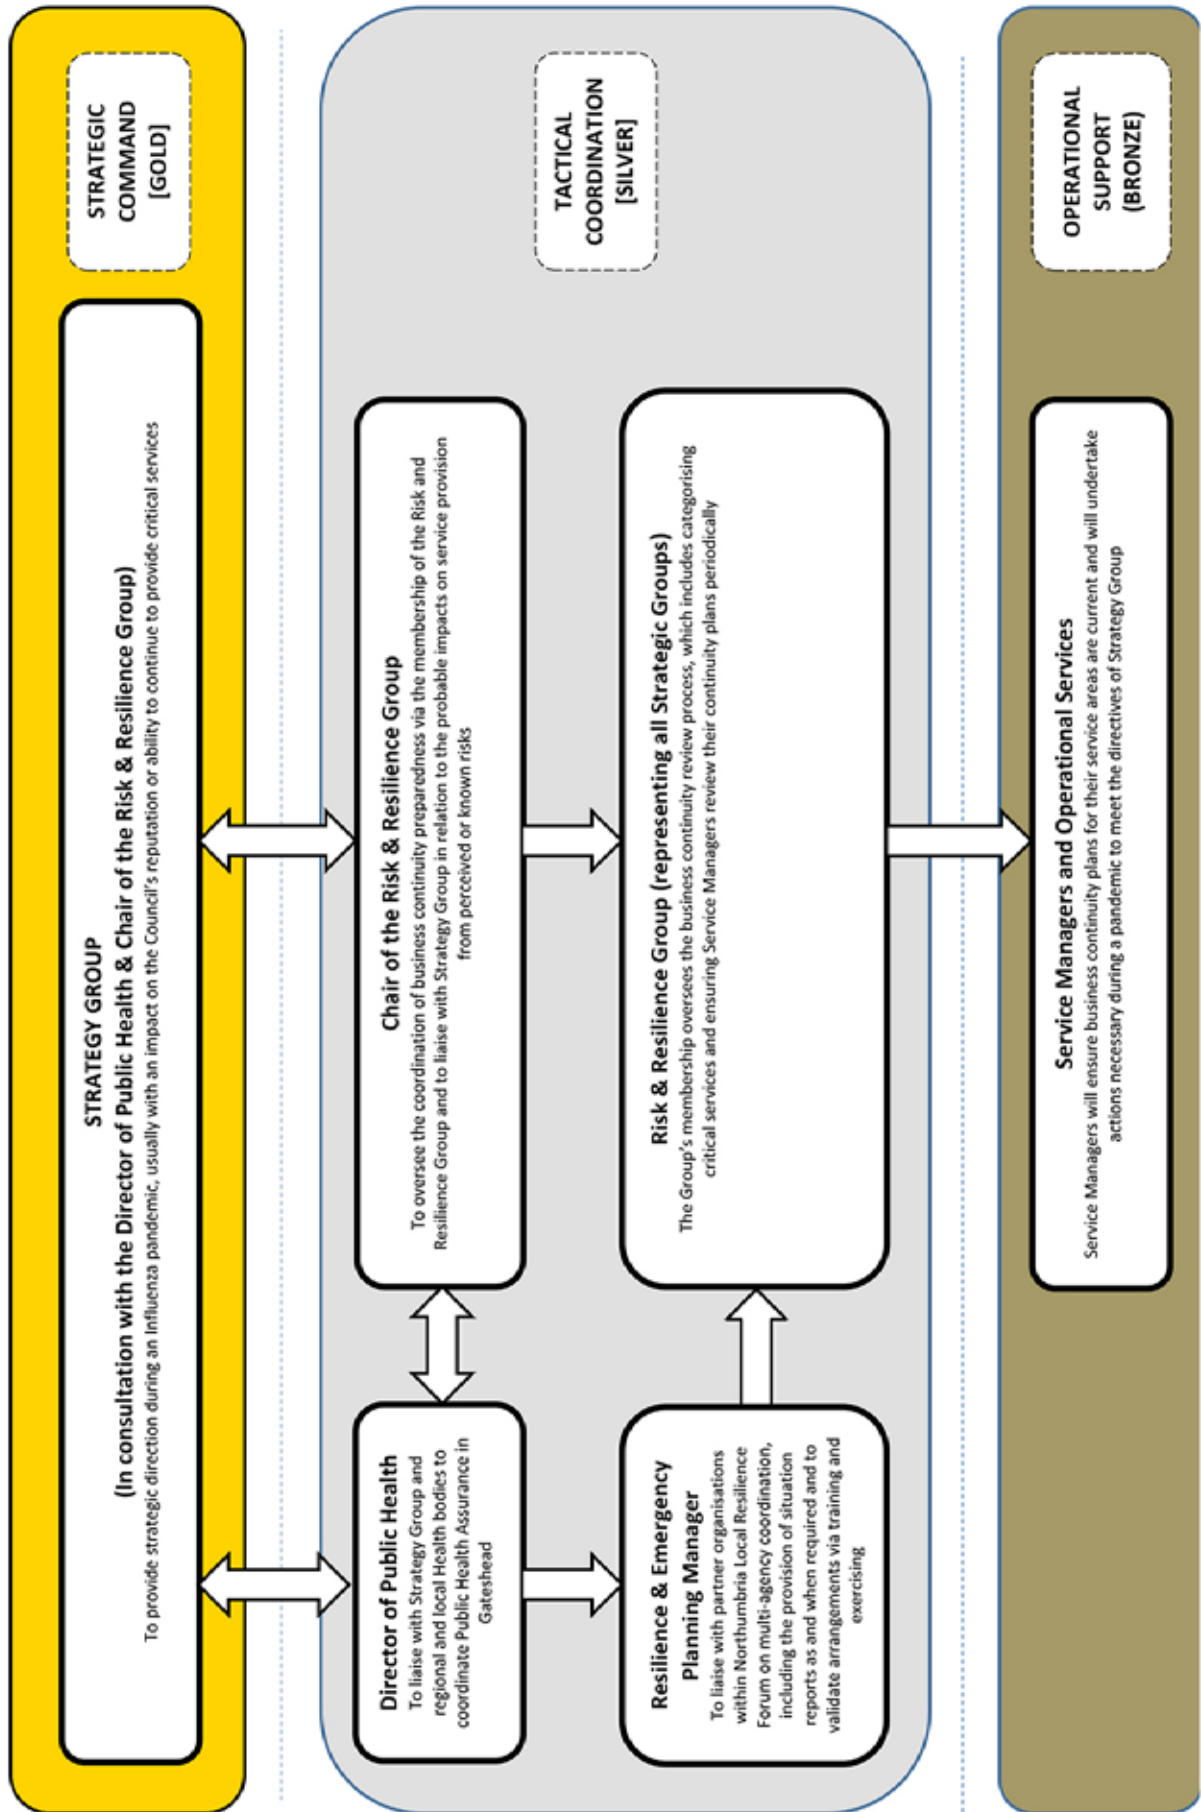 STRATEGY GROUP
(In consultation with the Director of Public Health & Chair of the Risk & Resilience Group)
To provide strategic direction during an Influenza pandemic, usually with an impact on the Council's reputation or ability to continue to provide critical services
STRATEGIC
COMMAND
[GOLD]
Director of Public Health
To liaise with Strategy Group and
regional and local Health bodies to
coordinate Public Health Assurance in
Gateshead
Chair of the Risk & Resilience Group
To oversee the coordination of business continuity preparedness via the membership of the Risk and
Resilience Group and to liaise with Strategy Group in relation to the probable impacts on service provision
from perceived or known risks
TACTICAL
COORDINATION
[SILVER]
Resilience & Emergency
Planning Manager
To liaise with partner organisations
within Northumbria Local Resilience
Forum on multi-agency coordination,
including the provision of situation
reports as and when required and to
validate arrangements via training and
exercising
Risk & Resilience Group (representing all Strategic Groups)
The Group's membership oversees the business continuity review process, which includes categorising
critical services and ensuring Service Managers review their continuity plans periodically
Service Managers and Operational Services
Service Managers will ensure business continuity plans for their service areas are current and will undertake
actions necessary during a pandemic to meet the directives of Strategy Group
OPERATIONAL
SUPPORT
(BRONZE)